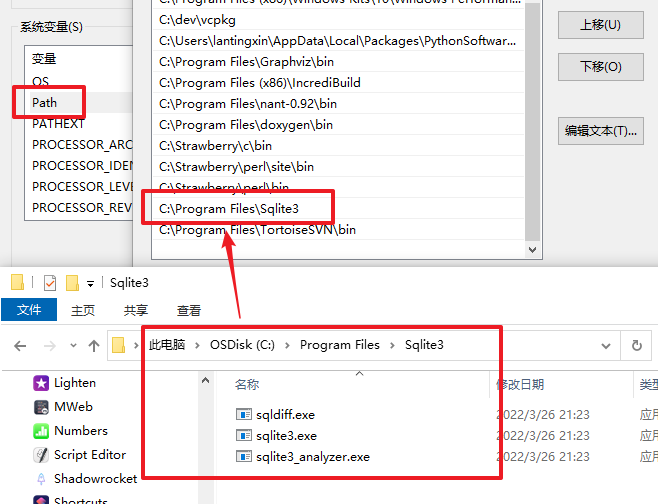 C:\Program Files (x86)\Windows Kits\10\Windows Performan...
C:\dev\vcpkg
系统变量(S)
C:\Users\lantingxin\AppData\Local\Packages\PythonSoftwar...
上移(U)
变量
C:\Program Files\Graphviz\bin
下移(O)
OS
C:\Program Files (x86)\IncrediBuild
Path
C:\Program Files\nant-0.92\bin
PATHEXT
C:\Program Files\doxygen\bin
编辑文本(T)...
PROCESSOR_ARC
C:\Strawberry\c\bin
PROCESSOR_IDEN
C:\Strawberry\perl\site\bin
PROCESSOR_LEVE
C:\Strawberry\perl\bin
PROCESSOR_REV
C:\Program Files\Sqlite3
C:\Program Files\TortoiseSVN\bin
Sqlite3
文件 主页 共享 查看
此电脑 > OSDisk (C:) > Program Files > Sqlite3
名称 修改日期 类型
Lighten
MWeb
Numbers
Script Editor
Shadowrocket
Shortcuts
sqldiff.exe 2022/3/26 21:23 应用
sqlite3.exe 2022/3/26 21:23 应用
sqlite3_analyzer.exe 2022/3/26 21:23 应用